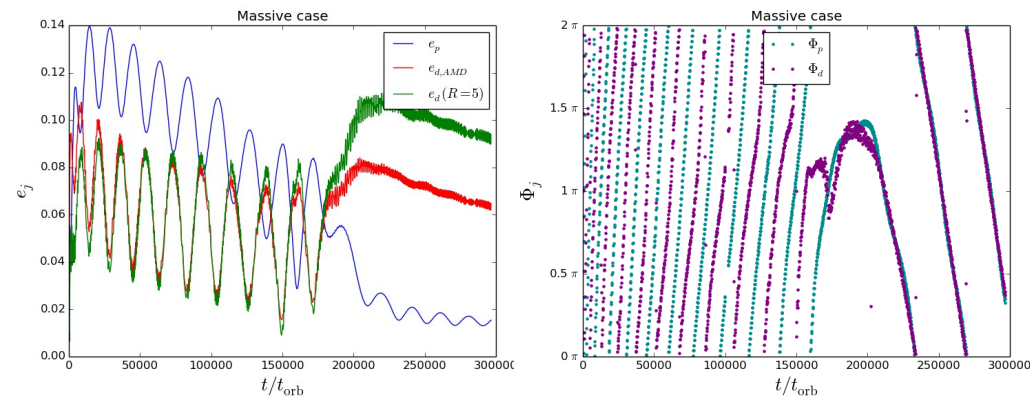 Massive case
0.14
0.12
0.10
0.08
0.06
0.04
0.02
0.00
e_j
e_p
e_{d,AMD}
e_d(R=5)
0 50000 100000 150000 200000 250000 300000
t/t_orb
Massive case
2 π
1.5 π
1 π
0.5 π
0 π
Φ_j
Φ_p
Φ_d
0 50000 100000 150000 200000 250000 300000
t/t_orb